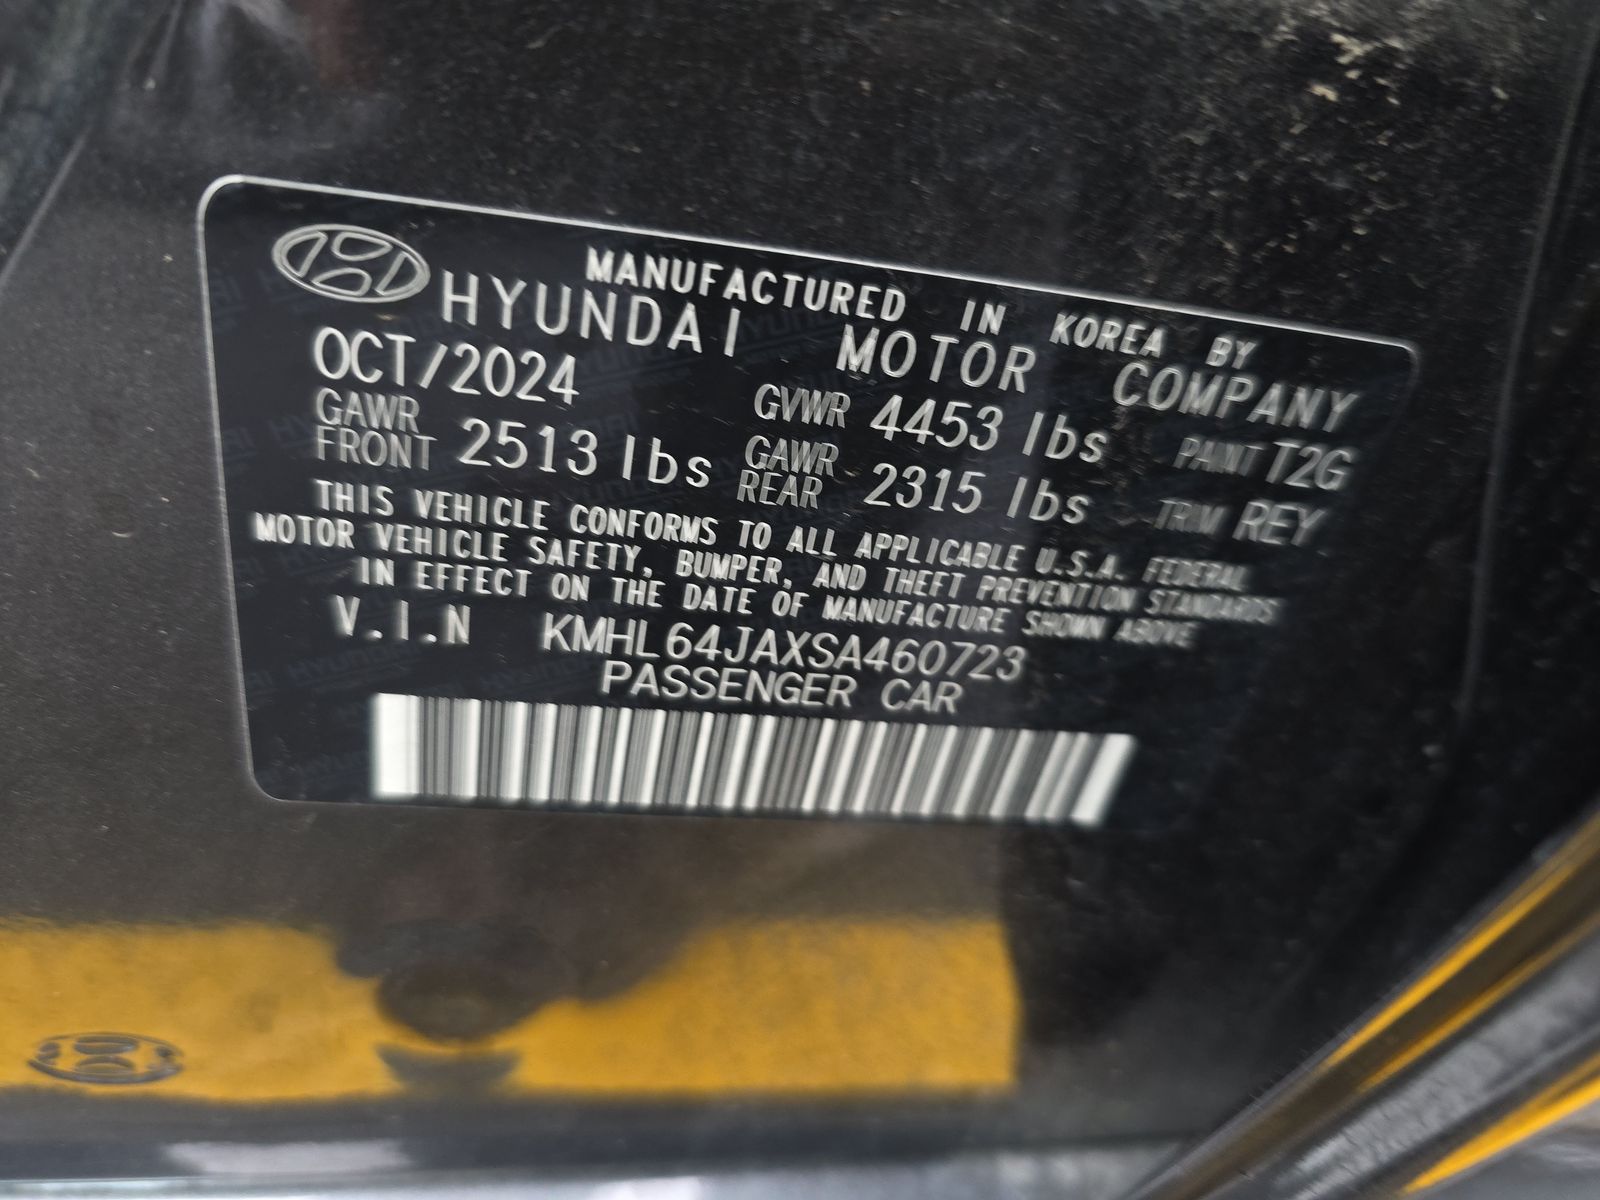 MANUFACTURED IN KOREA BY
HYUNDAI MOTOR COMPANY
OCT/2024 GVWR 4453 lbs PAINT T2G
GAWR FRONT 2513 lbs GAWR REAR 2315 lbs TRIM REY
THIS VEHICLE CONFORMS TO ALL APPLICABLE U.S.A. FEDERAL
MOTOR VEHICLE SAFETY, BUMPER, AND THEFT PREVENTION STANDARDS
IN EFFECT ON THE DATE OF MANUFACTURE SHOWN ABOVE
V.I.N KMHL64JAXSA460723
PASSENGER CAR